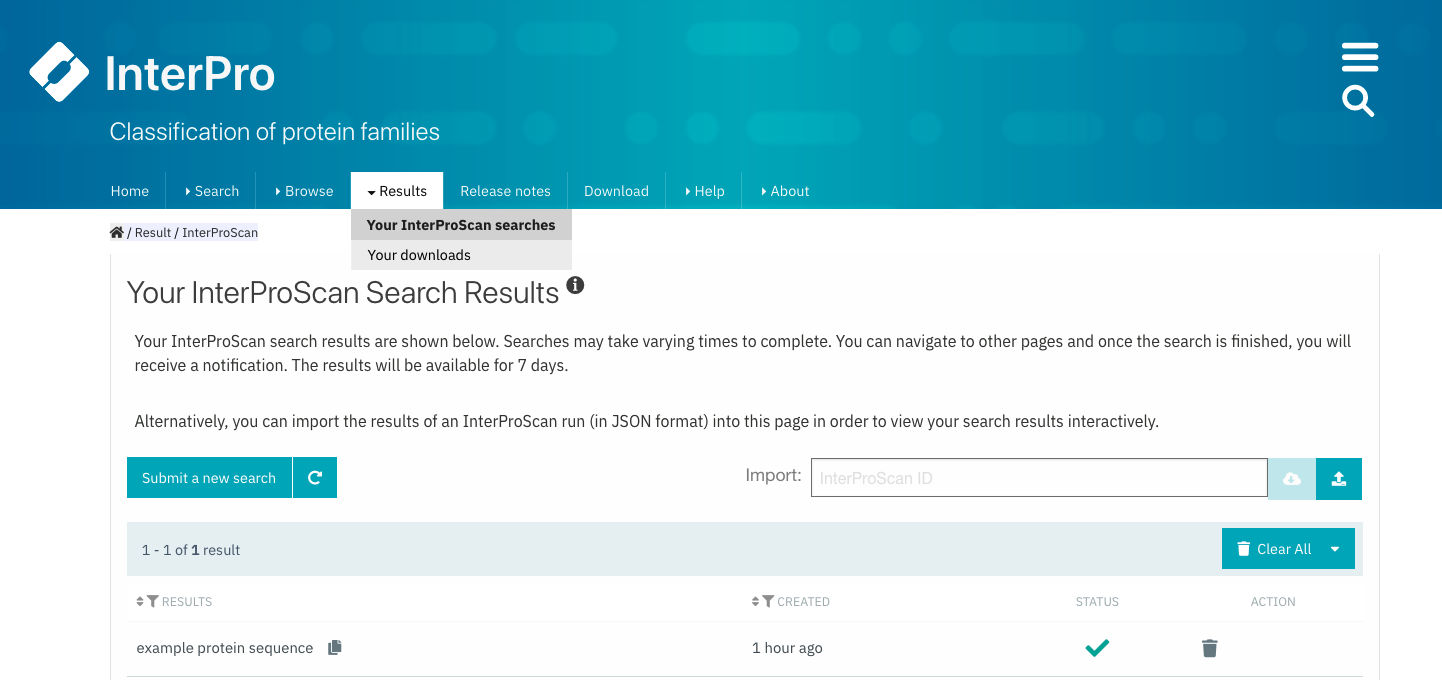 InterPro
Classification of protein families
Home Search Browse Results Release notes Download Help About
Your InterProScan searches
Your downloads
/ Result / InterProScan
Your InterProScan Search Results
Your InterProScan search results are shown below. Searches may take varying times to complete. You can navigate to other pages and once the search is finished, you will
receive a notification. The results will be available for 7 days.
Alternatively, you can import the results of an InterProScan run (in JSON format) into this page in order to view your search results interactively.
Submit a new search Import: InterProScan ID
1 - 1 of 1 result Clear All
RESULTS CREATED STATUS ACTION
example protein sequence 1 hour ago